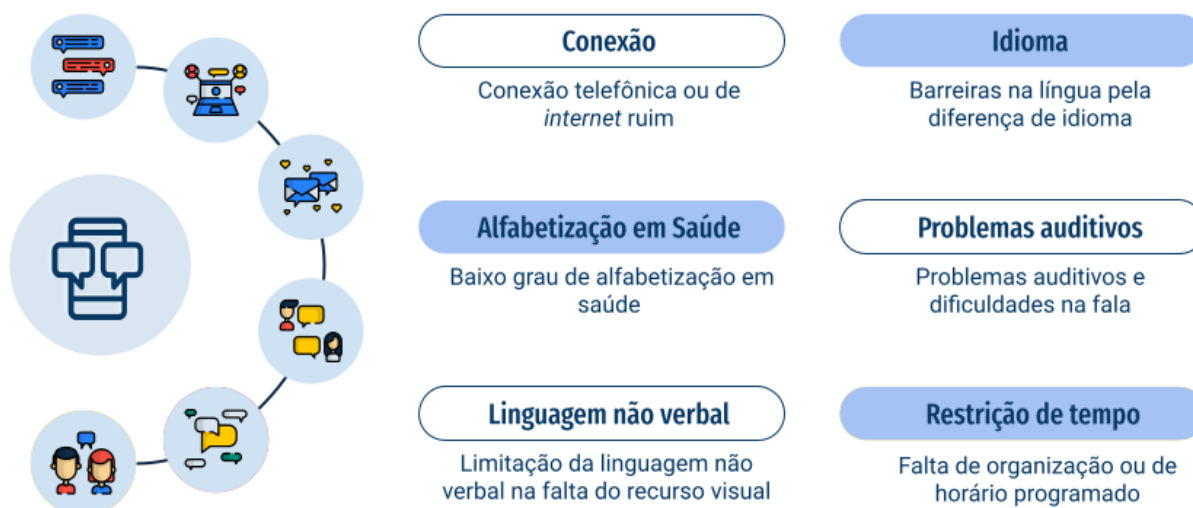 Conexão
Conexão telefônica ou de
internet ruim
Idioma
Barreiras na língua pela
diferença de idioma
Alfabetização em Saúde
Baixo grau de alfabetização em
saúde
Problemas auditivos
Problemas auditivos e
dificuldades na fala
Linguagem não verbal
Limitação da linguagem não
verbal na falta do recurso visual
Restrição de tempo
Falta de organização ou de
horário programado